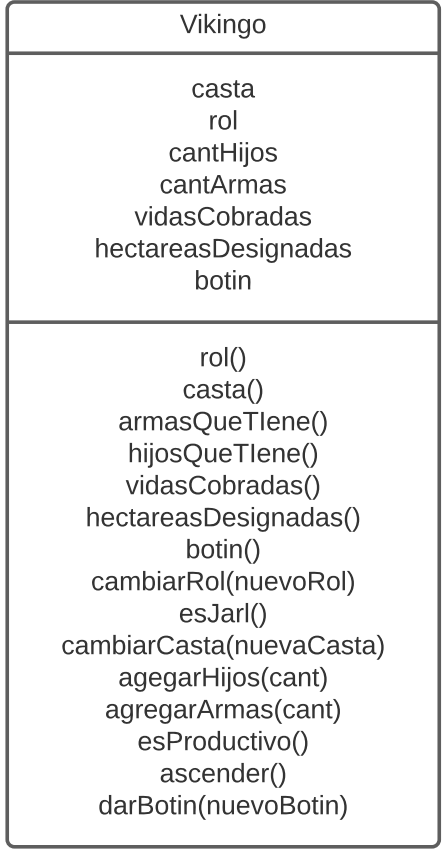 Vikingo
casta
rol
cantHijos
cantArmas
vidasCobradas
hectareasDesignadas
botin
rol()
casta()
armasQueTIene()
hijosQueTIene()
vidasCobradas()
hectareasDesignadas()
botin()
cambiarRol(nuevoRol)
esJarl()
cambiarCasta(nuevaCasta)
agegarHijos(cant)
agregarArmas(cant)
esProductivo()
ascender()
darBotin(nuevoBotin)